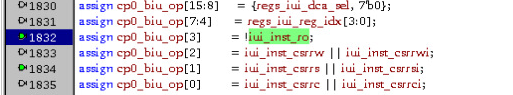 1830 assign cp0_biu_op[15:8] = {regs_iui_dca_sel, 7'b0};
1831 assign cp0_biu_op[7:4] = regs_iui_reg_idx[3:0];
1832 assign cp0_biu_op[3] = !iui_inst_ro;
1833 assign cp0_biu_op[2] = iui_inst_csrrw || iui_inst_csrrwi;
1834 assign cp0_biu_op[1] = iui_inst_csrrs || iui_inst_csrrsi;
1835 assign cp0_biu_op[0] = iui_inst_csrrc || iui_inst_csrrci;